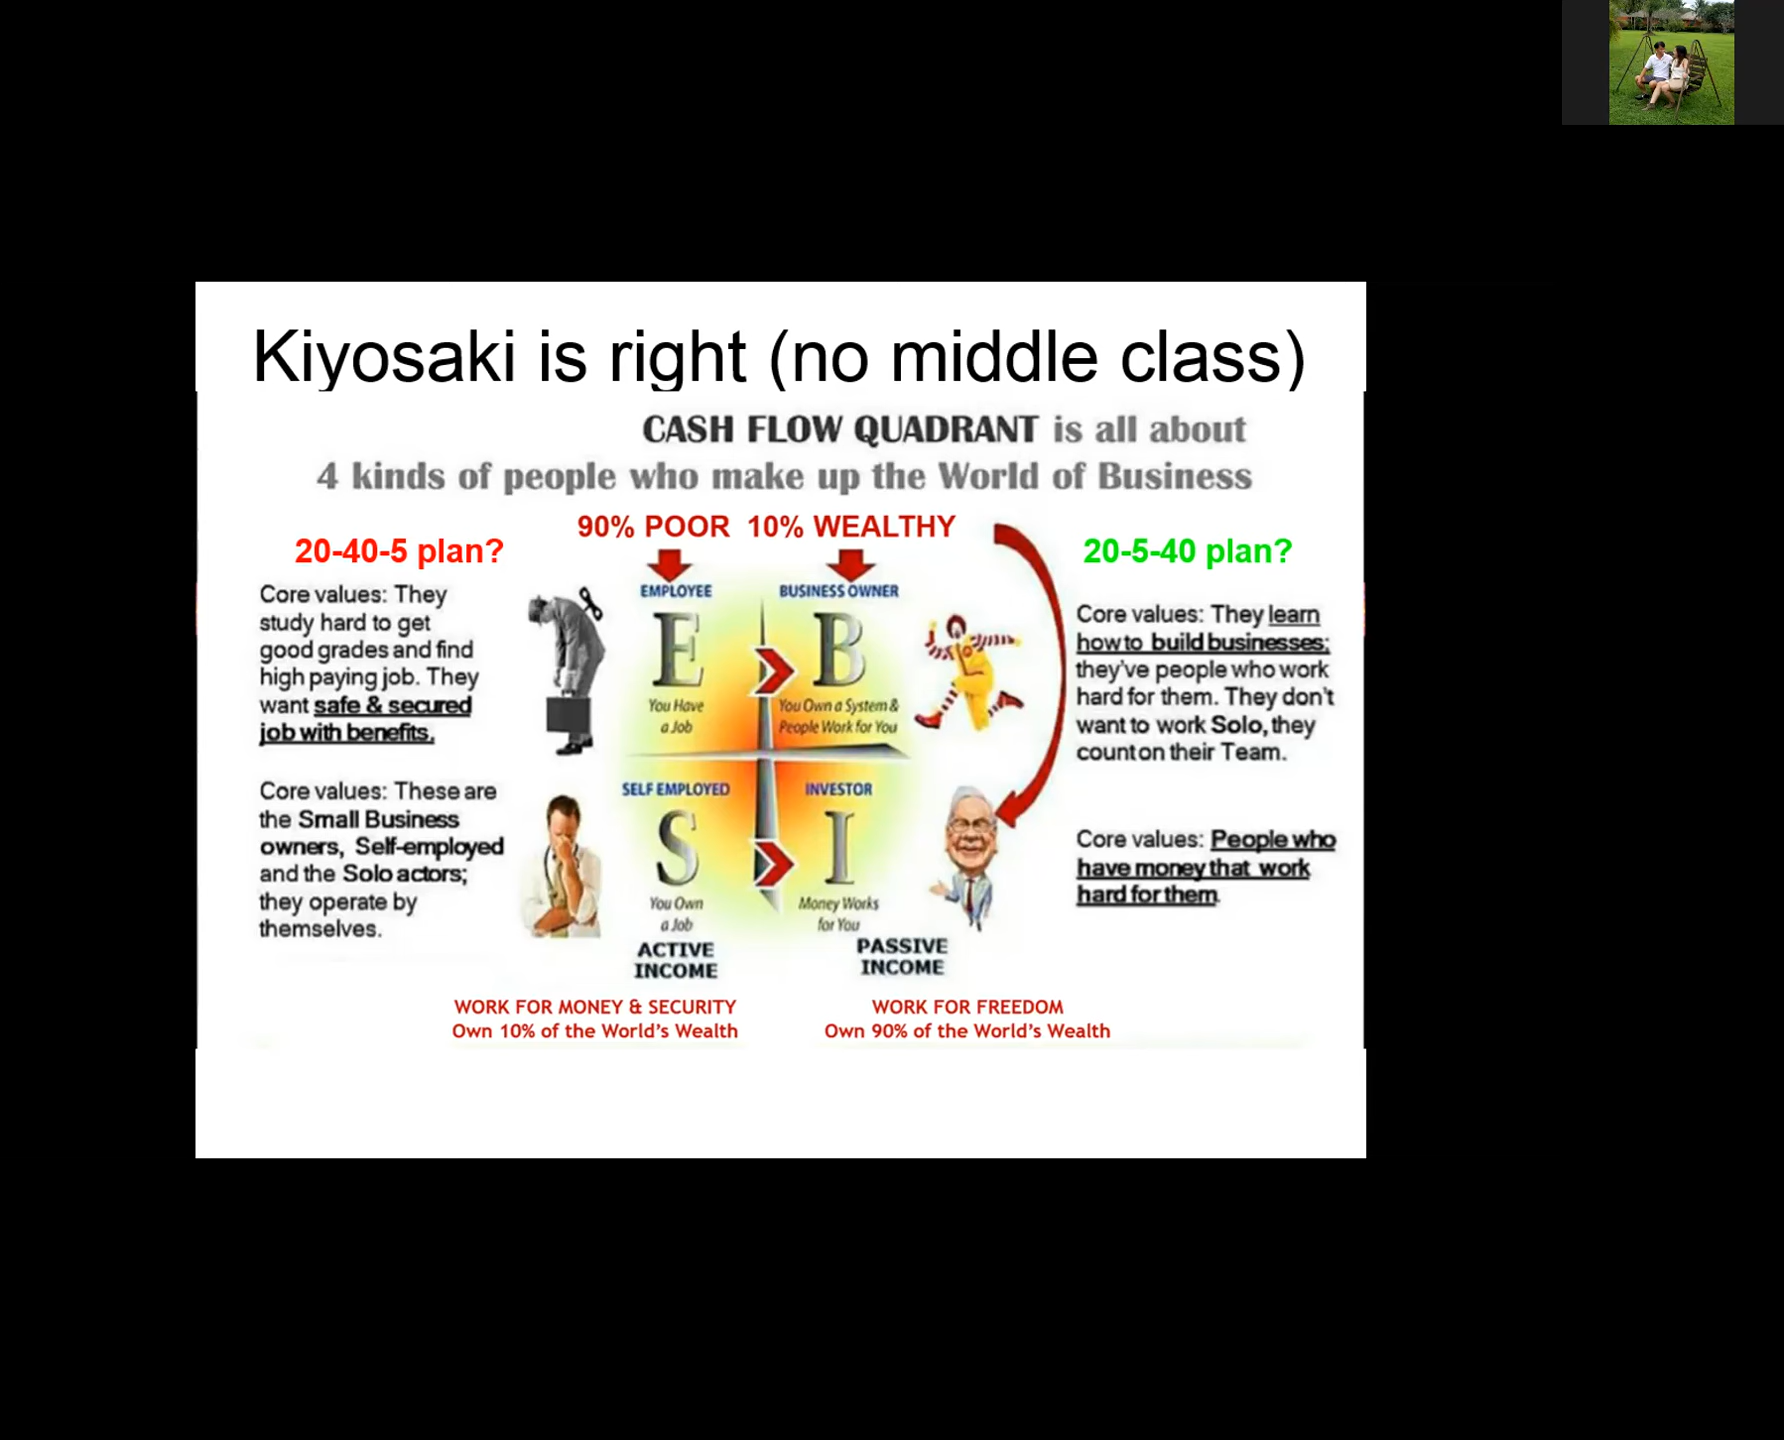 Kiyosaki is right (no middle class)
CASH FLOW QUADRANT is all about
4 kinds of people who make up the World of Business
90% POOR 10% WEALTHY
20-40-5 plan?
Core values: They
study hard to get
good grades and find
high paying job. They
want safe & secured
job with benefits.
Core values: These are
the Small Business
owners, Self-employed
and the Solo actors;
they operate by
themselves.
EMPLOYEE
E
You Have
a Job
BUSINESS OWNER
B
You Own a System &
People Work for You
SELF EMPLOYED
S
You Own
a Job
INVESTOR
I
Money Works
for You
ACTIVE
INCOME
PASSIVE
INCOME
20-5-40 plan?
Core values: They learn
how to build businesses;
they've people who work
hard for them. They don't
want to work Solo, they
count on their Team.
Core values: People who
have money that work
hard for them.
WORK FOR MONEY & SECURITY
Own 10% of the World's Wealth
WORK FOR FREEDOM
Own 90% of the World's Wealth